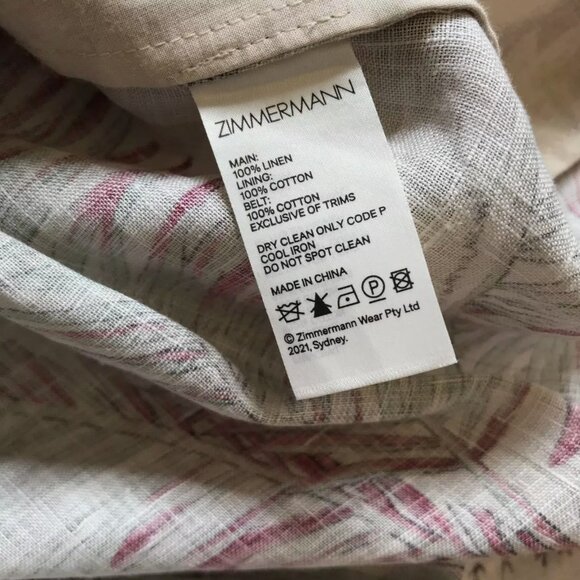 ZIMMERMANN
MAIN:
100% LINEN
LINING:
100% COTTON
BELT:
100% COTTON
EXCLUSIVE OF TRIMS
DRY CLEAN ONLY CODE P
COOL IRON
DO NOT SPOT CLEAN
MADE IN CHINA
P
© Zimmermann Wear Pty Ltd
2021, Sydney.